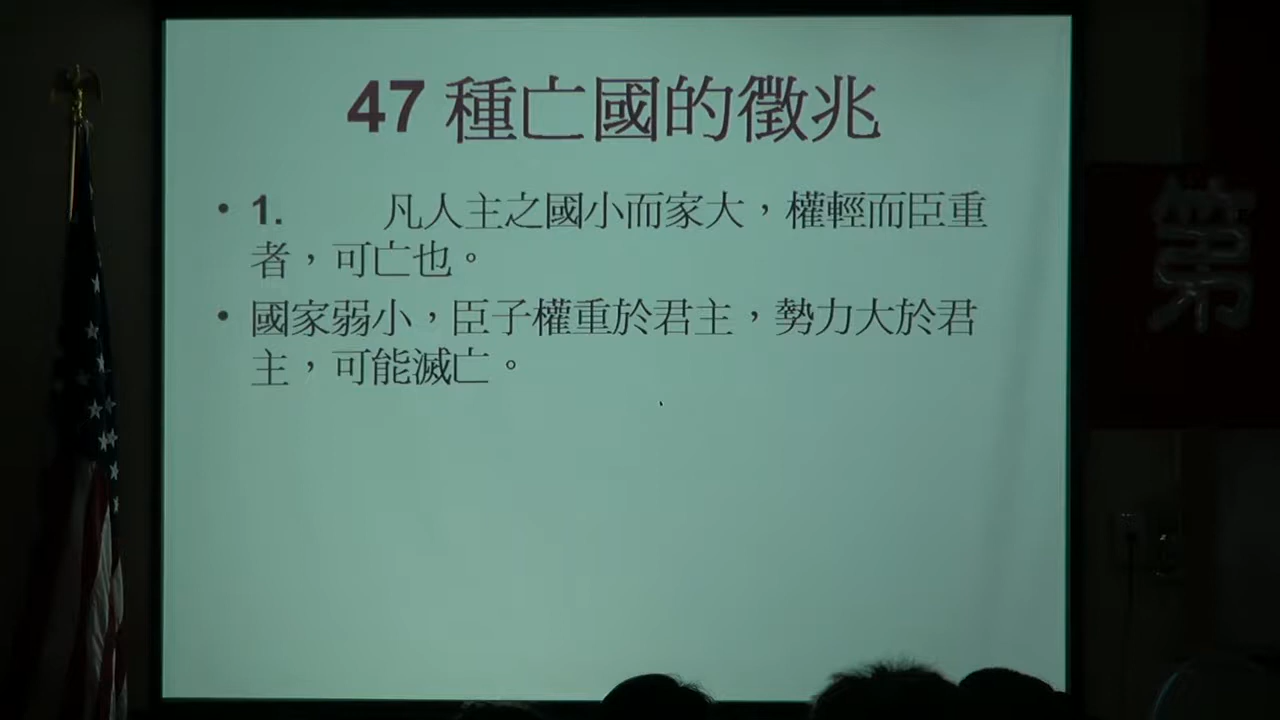 47 種亡國的徵兆
• 1. 凡人主之國小而家大，權輕而臣重
者，可亡也。
• 國家弱小，臣子權重於君主，勢力大於君
主，可能滅亡。
第